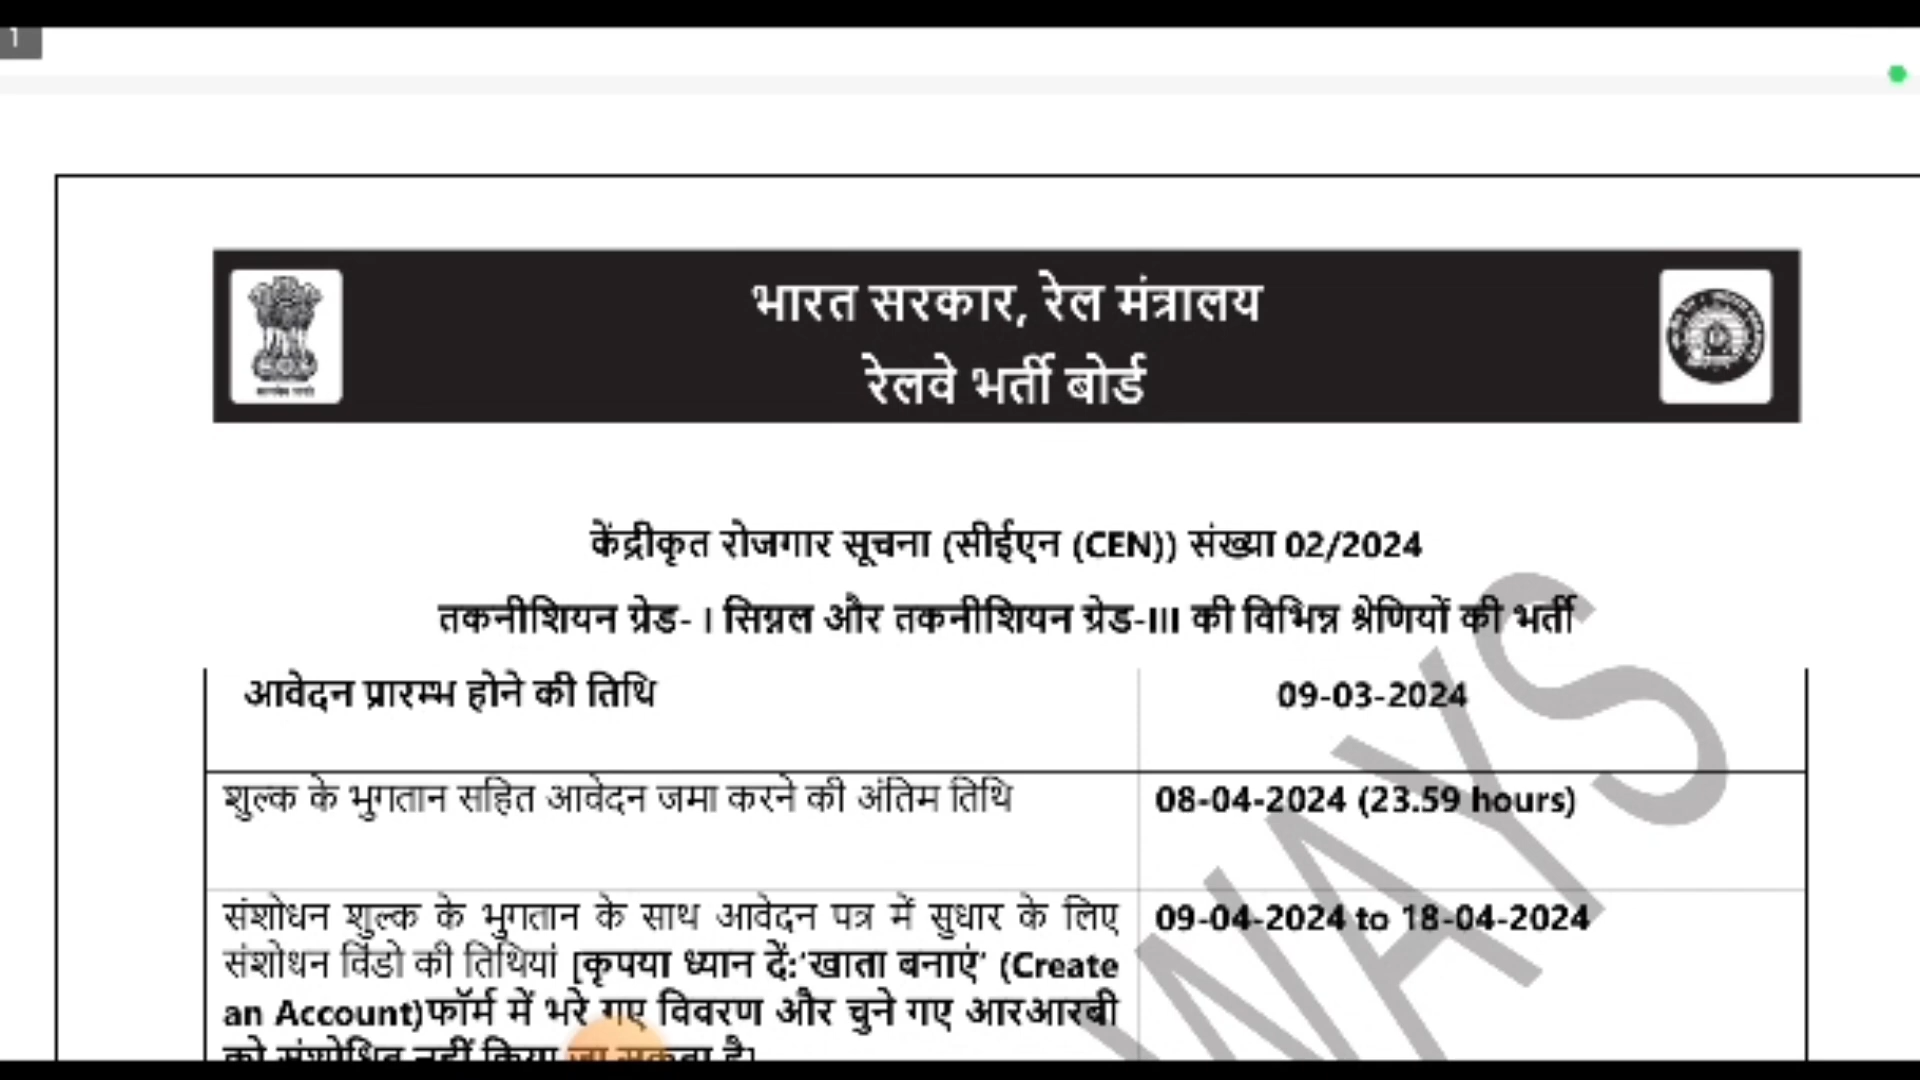 1
भारत सरकार, रेल मंत्रालय
रेलवे भर्ती बोर्ड
केंद्रीकृत रोजगार सूचना (सीईएन (CEN)) संख्या 02/2024
तकनीशियन ग्रेड- I सिग्नल और तकनीशियन ग्रेड-III की विभिन्न श्रेणियों की भर्ती
आवेदन प्रारम्भ होने की तिथि 09-03-2024
शुल्क के भुगतान सहित आवेदन जमा करने की अंतिम तिथि 08-04-2024 (23.59 hours)
संशोधन शुल्क के भुगतान के साथ आवेदन पत्र में सुधार के लिए 09-04-2024 to 18-04-2024
संशोधन विंडो की तिथियां [कृपया ध्यान दें:'खाता बनाएं' (Create
an Account)फॉर्म में भरे गए विवरण और चुने गए आरआरबी
को संशोधित नहीं किया जा सकता है]
WAYS